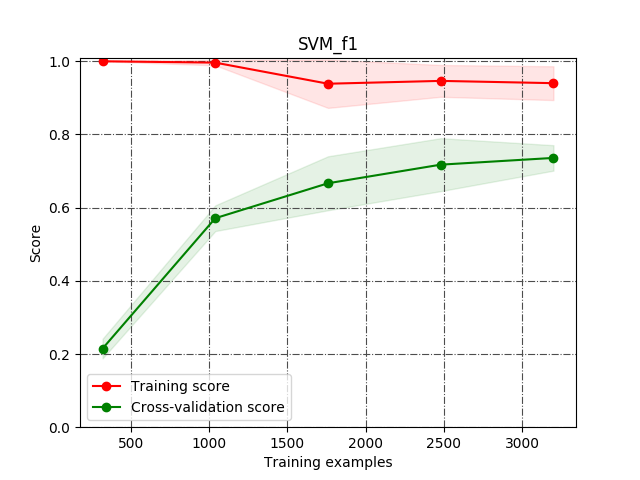 SVM_f1
1.0
0.8
0.6
0.4
0.2
0.0
Score
Training score
Cross-validation score
500 1000 1500 2000 2500 3000
Training examples